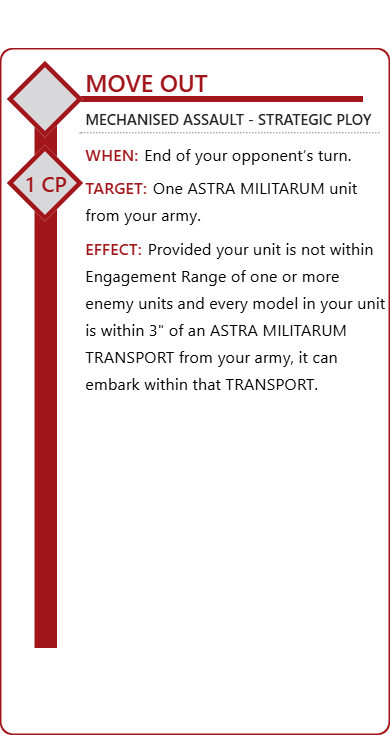 MOVE OUT
MECHANISED ASSAULT - STRATEGIC PLOY
WHEN: End of your opponent's turn.
1 CP
TARGET: One ASTRA MILITARUM unit
from your army.
EFFECT: Provided your unit is not within
Engagement Range of one or more
enemy units and every model in your unit
is within 3" of an ASTRA MILITARUM
TRANSPORT from your army, it can
embark within that TRANSPORT.